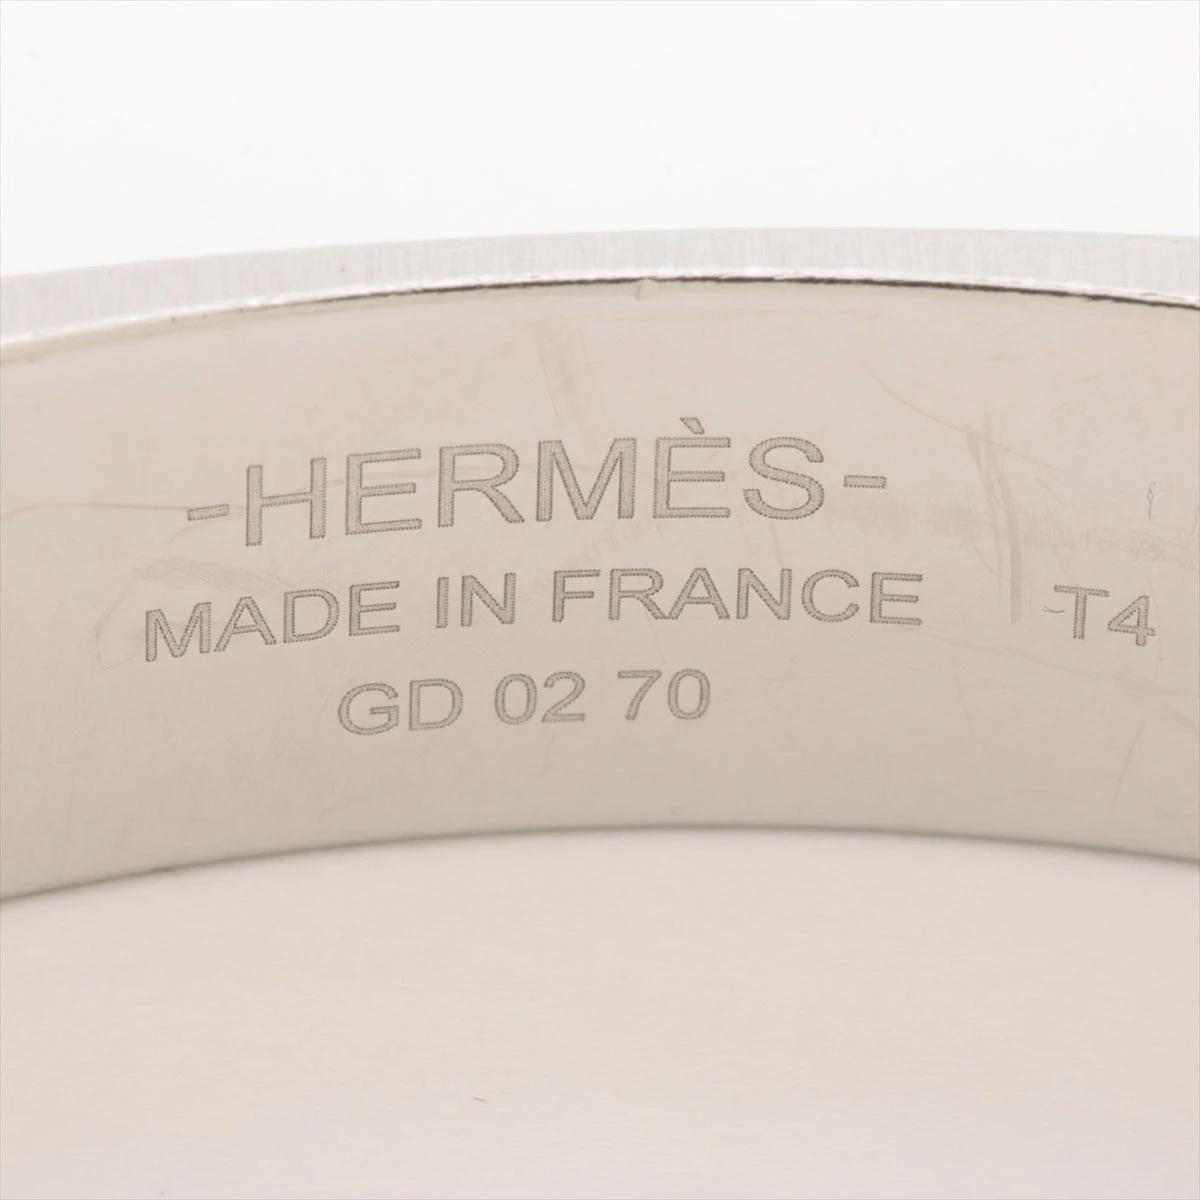 -HERMÈS-
MADE IN FRANCE T4
GD 02 70